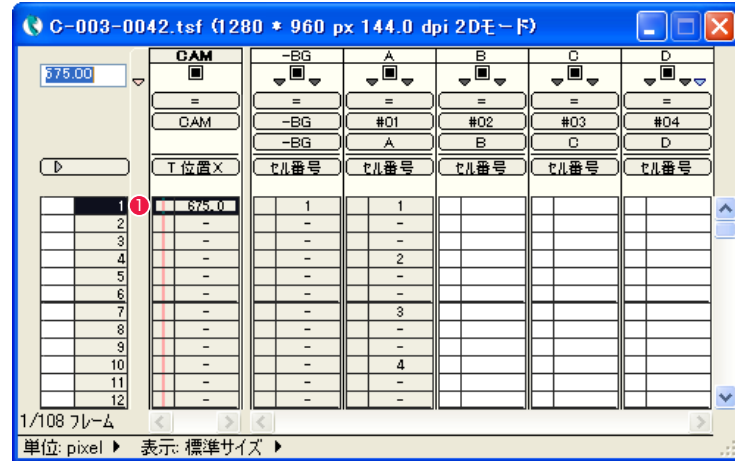 C-003-0042.tsf (1280 * 960 px 144.0 dpi 2Dモード)
CAM -BG A B C D
675.00
= = = = = =
CAM -BG #01 #02 #03 #04
-BG A B C D
T 位置X セル番号 セル番号 セル番号 セル番号 セル番号
1 ❶ 675.0 1 1
2 - - -
3 - - -
4 - - 2
5 - - -
6 - - -
7 - - 3
8 - - -
9 - - -
10 - - 4
11 - - -
12 - - -
1/108 フレーム
単位: pixel ▶ 表示: 標準サイズ ▶